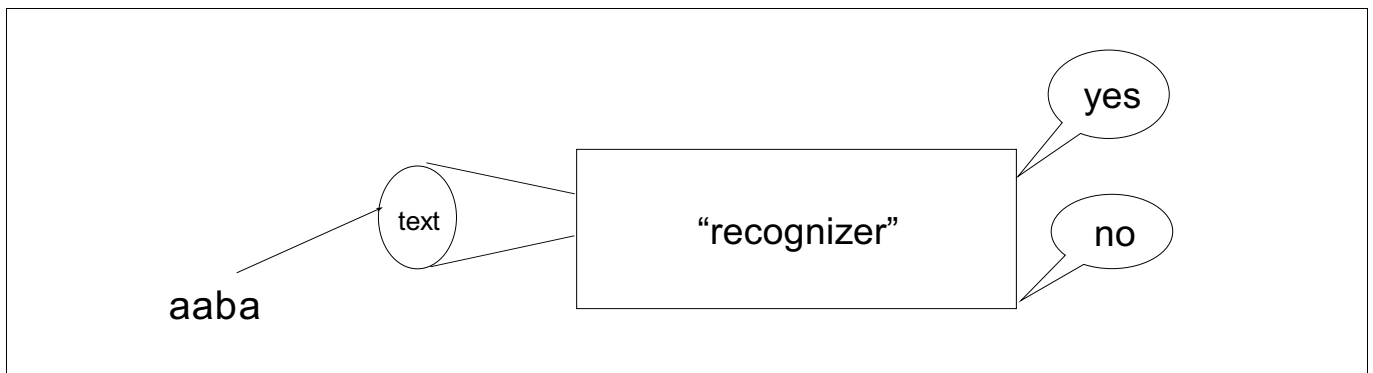 yes
text
“recognizer”
no
aaba